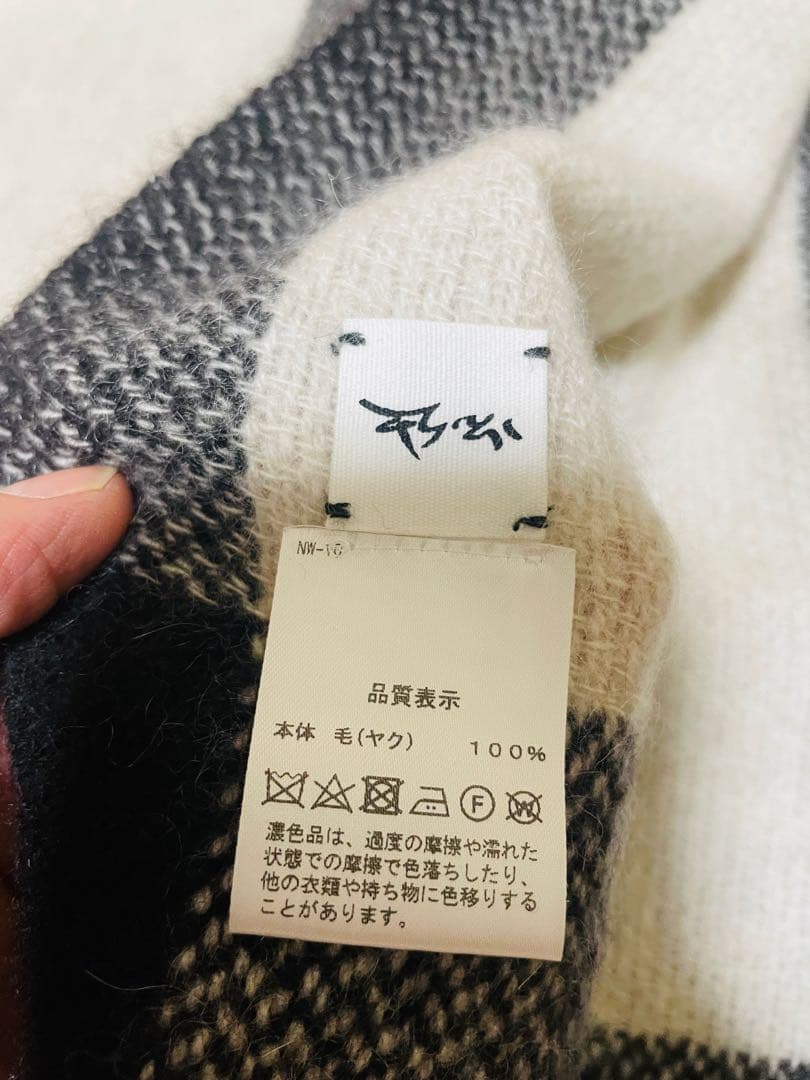 品質表示
本体 毛(ヤク) 100%
F
W
濃色品は、過度の摩擦や濡れた
状態での摩擦で色落ちしたり、
他の衣類や持ち物に色移りする
ことがあります。